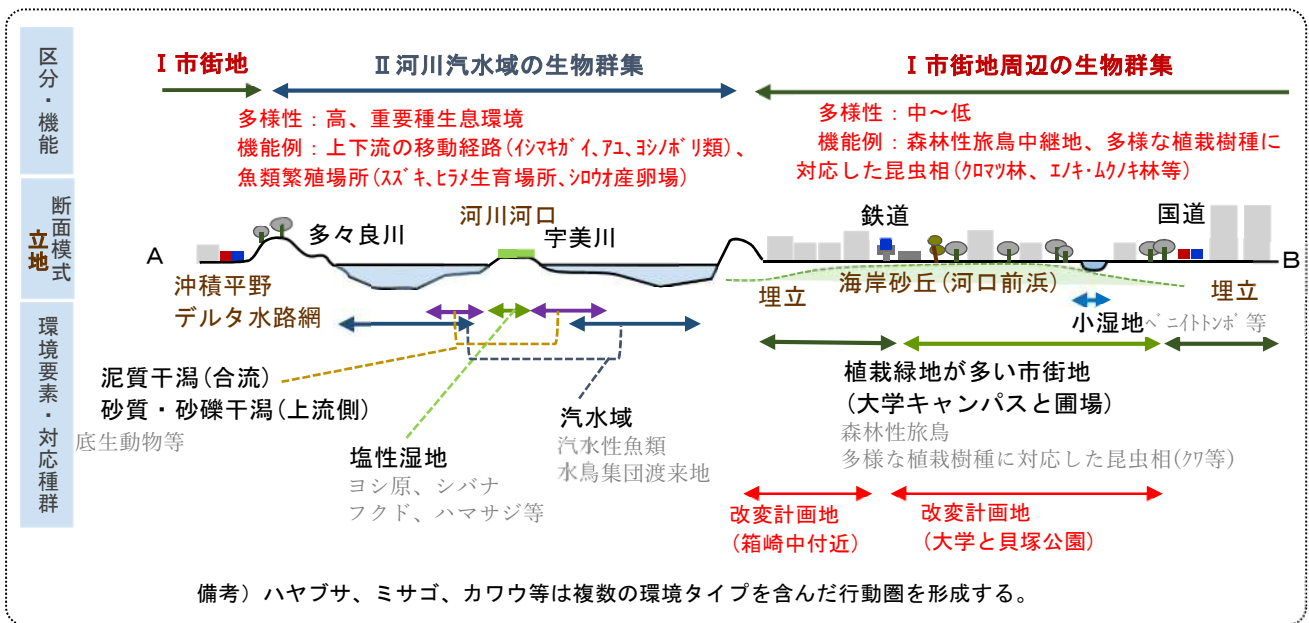 区分・機能
Ⅰ市街地
Ⅱ河川汽水域の生物群集
Ⅰ市街地周辺の生物群集
多様性：高、重要種生息環境
機能例：上下流の移動経路(ｲｼﾏｷｶﾞｲ､ｱﾕ､ﾖｼﾉﾎﾞﾘ類)、
魚類繁殖場所(ｽｽﾞｷ､ﾋﾗﾒ生育場所､ｼﾛｳｵ産卵場)
多様性：中～低
機能例：森林性旅鳥中継地、多様な植栽樹種に
対応した昆虫相(ｸﾛﾏﾂ林、ｴﾉｷ・ﾑｸﾉｷ林等)
断面模式
立地
A
多々良川
河川河口
宇美川
鉄道
国道
B
沖積平野
デルタ水路網
埋立
海岸砂丘(河口前浜)
埋立
小湿地ﾍﾞﾆｲﾄﾄﾝﾎﾞ等
環境要素・対応種群
泥質干潟(合流)
砂質・砂礫干潟(上流側)
底生動物等
塩性湿地
ヨシ原、シバナ
フクド、ハマサジ等
汽水域
汽水性魚類
水鳥集団渡来地
植栽緑地が多い市街地
(大学キャンパスと圃場)
森林性旅鳥
多様な植栽樹種に対応した昆虫相(ｸﾜ等)
改変計画地
(箱崎中付近)
改変計画地
(大学と貝塚公園)
備考）ハヤブサ、ミサゴ、カワウ等は複数の環境タイプを含んだ行動圏を形成する。